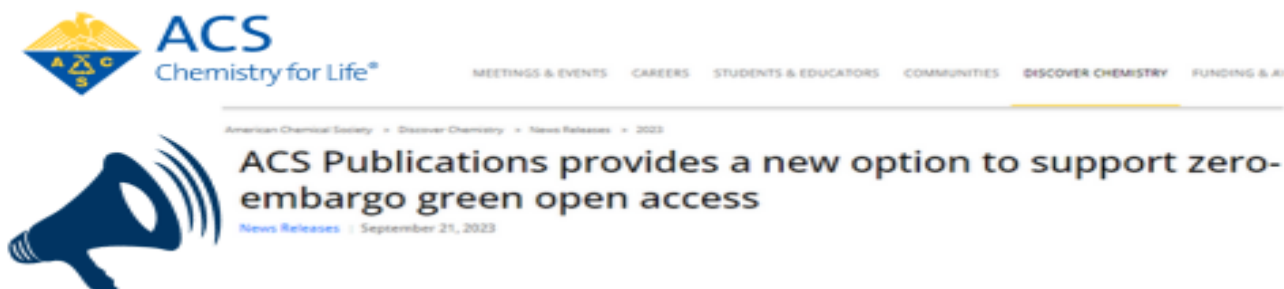 ACS
Chemistry for Life®
A C S
MEETINGS & EVENTS CAREERS STUDENTS & EDUCATORS COMMUNITIES DISCOVER CHEMISTRY FUNDING &
American Chemical Society » Discover Chemistry » News Releases » 2023
ACS Publications provides a new option to support zero-
embargo green open access
News Releases | September 21, 2023